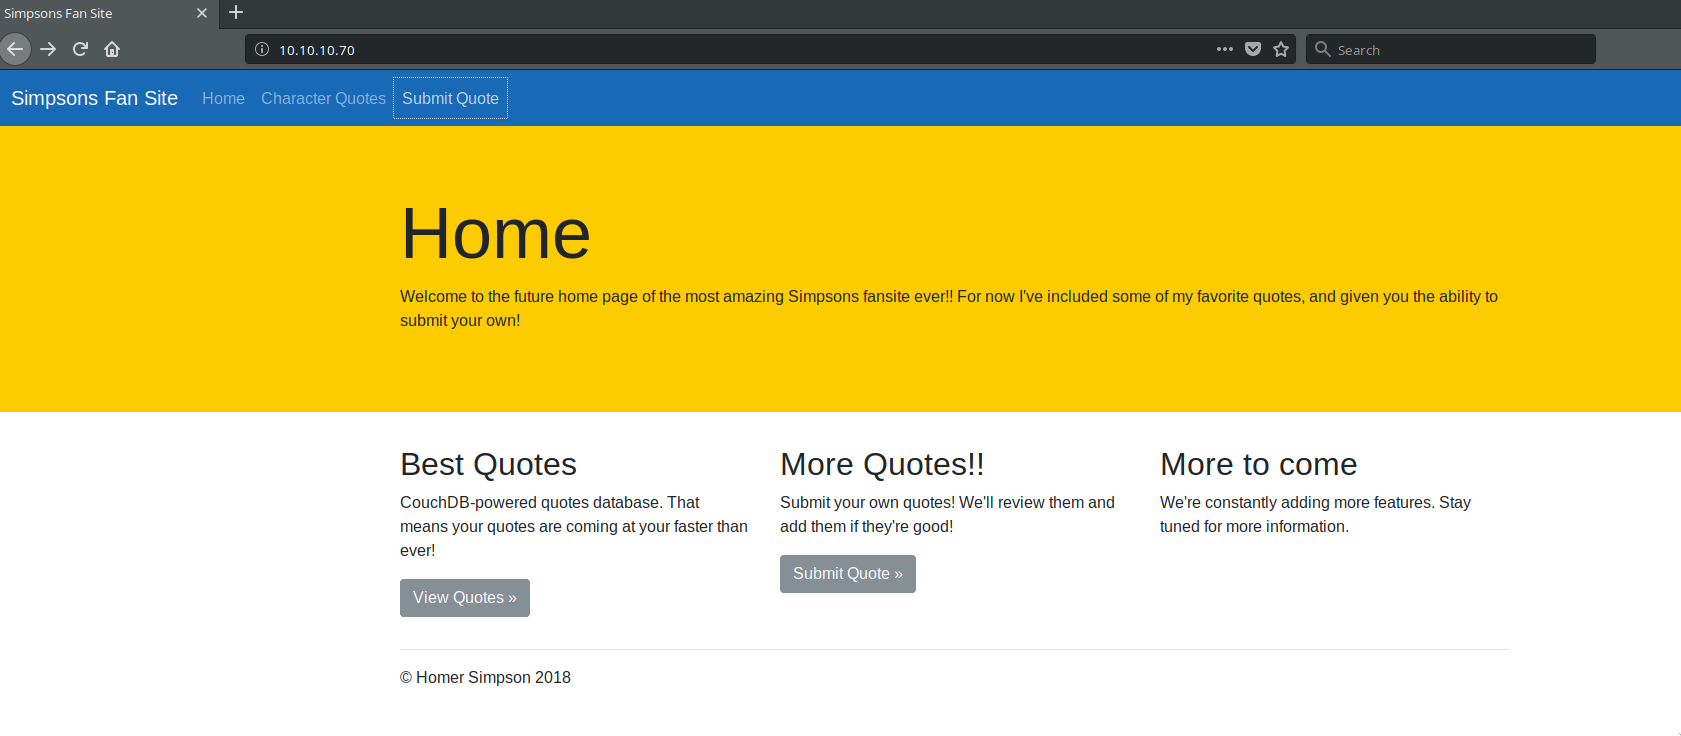 Simpsons Fan Site
10.10.10.70
Search
Simpsons Fan Site Home Character Quotes Submit Quote
Home
Welcome to the future home page of the most amazing Simpsons fansite ever!! For now I've included some of my favorite quotes, and given you the ability to
submit your own!
Best Quotes
CouchDB-powered quotes database. That
means your quotes are coming at your faster than
ever!
View Quotes »
More Quotes!!
Submit your own quotes! We'll review them and
add them if they're good!
Submit Quote »
More to come
We're constantly adding more features. Stay
tuned for more information.
© Homer Simpson 2018